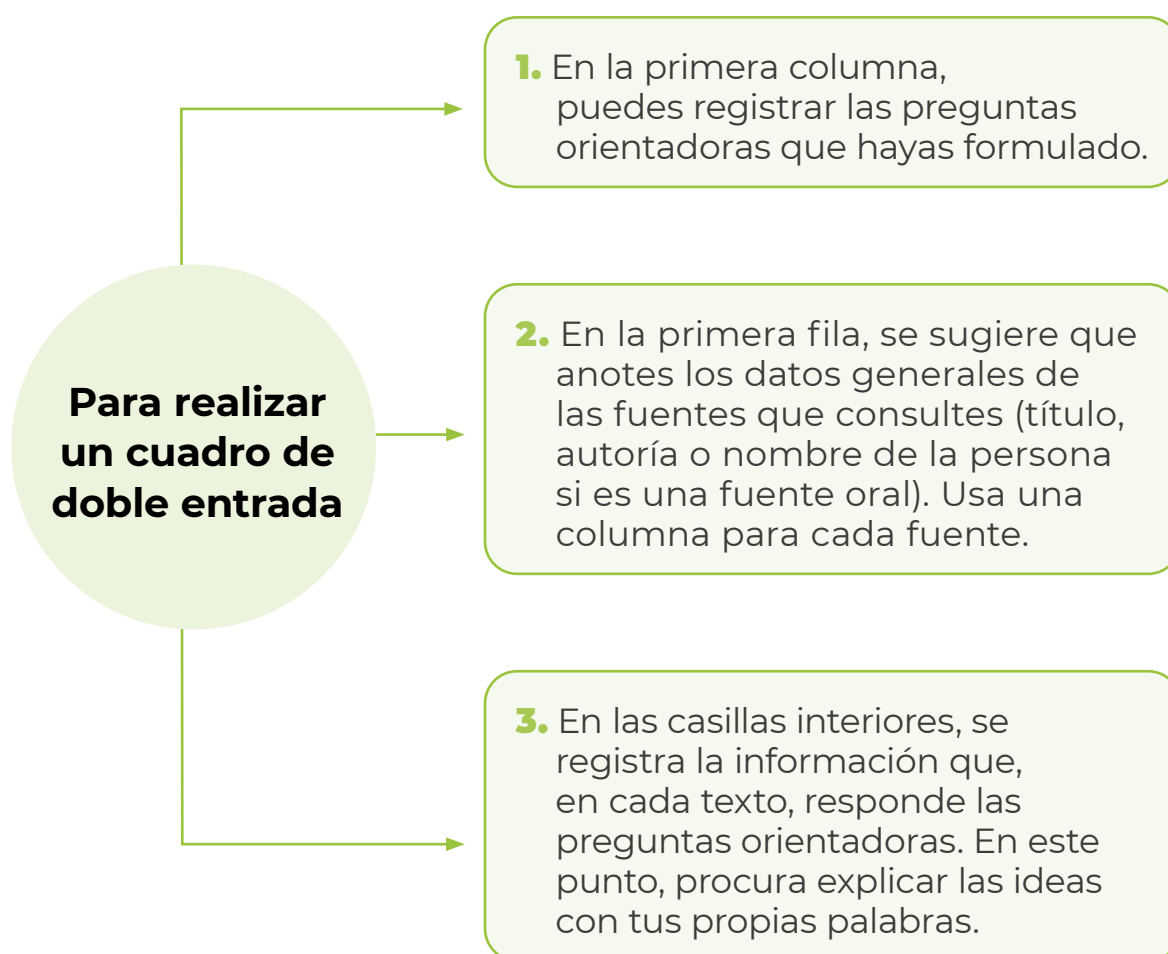 Para realizar
un cuadro de
doble entrada
1. En la primera columna,
puedes registrar las preguntas
orientadoras que hayas formulado.
2. En la primera fila, se sugiere que
anotes los datos generales de
las fuentes que consultes (título,
autoría o nombre de la persona
si es una fuente oral). Usa una
columna para cada fuente.
3. En las casillas interiores, se
registra la información que,
en cada texto, responde las
preguntas orientadoras. En este
punto, procura explicar las ideas
con tus propias palabras.